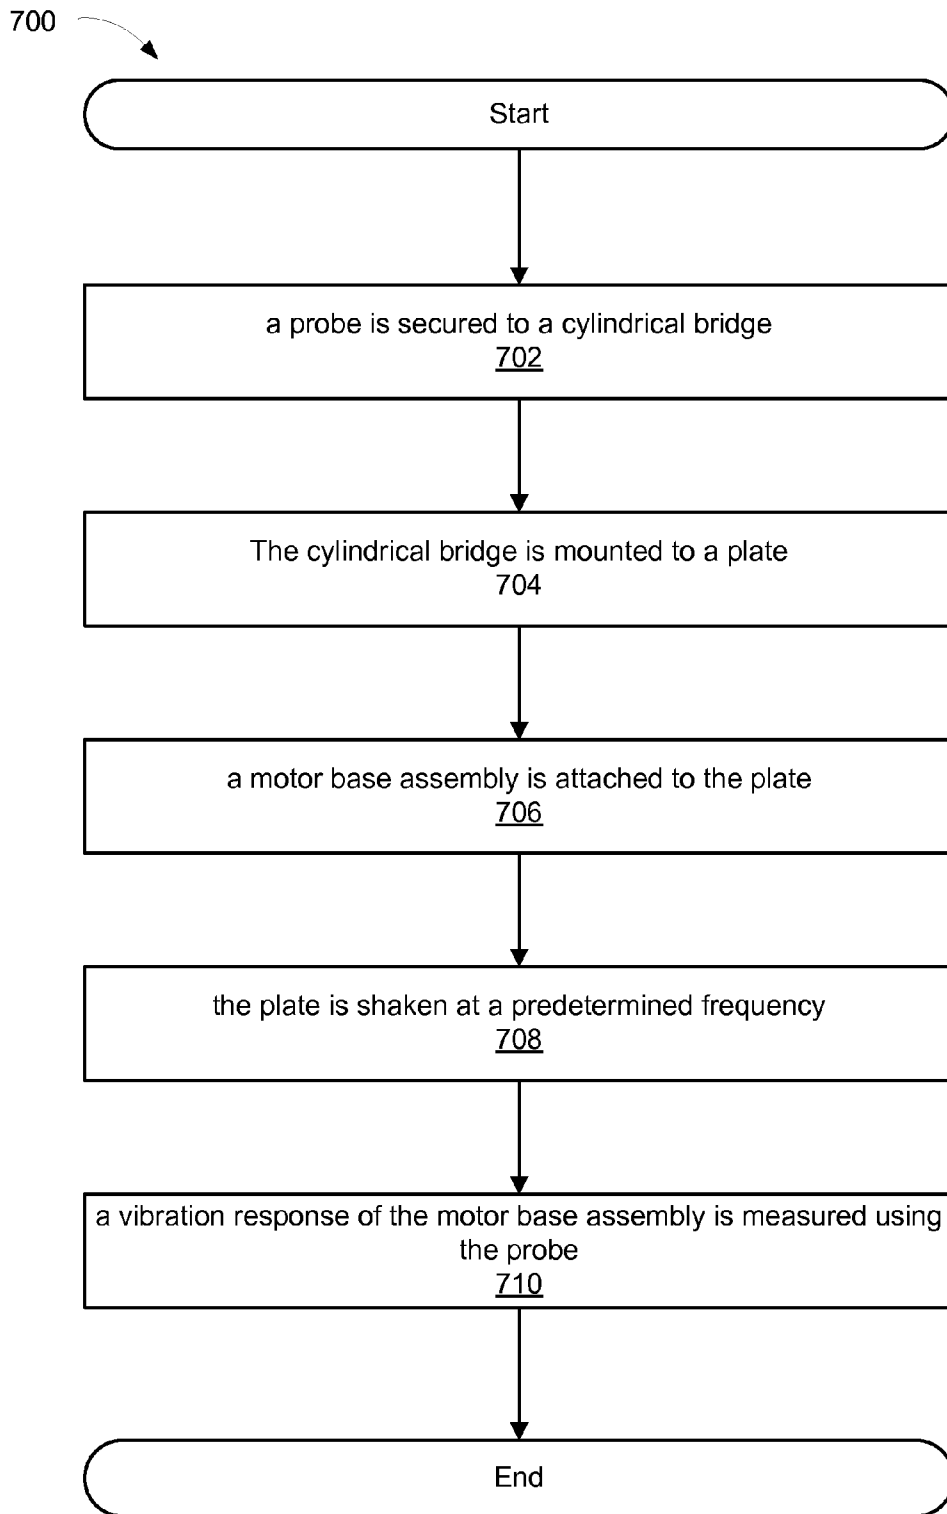 700
Start
a probe is secured to a cylindrical bridge
702
The cylindrical bridge is mounted to a plate
704
a motor base assembly is attached to the plate
706
the plate is shaken at a predetermined frequency
708
a vibration response of the motor base assembly is measured using
the probe
710
End